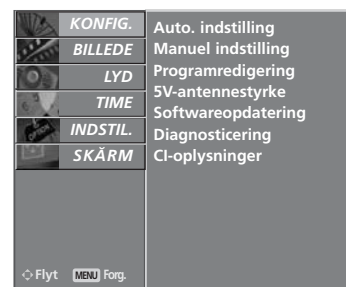 KONFIG.
BILLEDE
LYD
TIME
INDSTIL.
SKÄRM
Auto. indstilling
Manuel indstilling
Programredigering
5V-antennestyrke
Softwareopdatering
Diagnosticering
CI-oplysninger
Flyt MENU Forg.